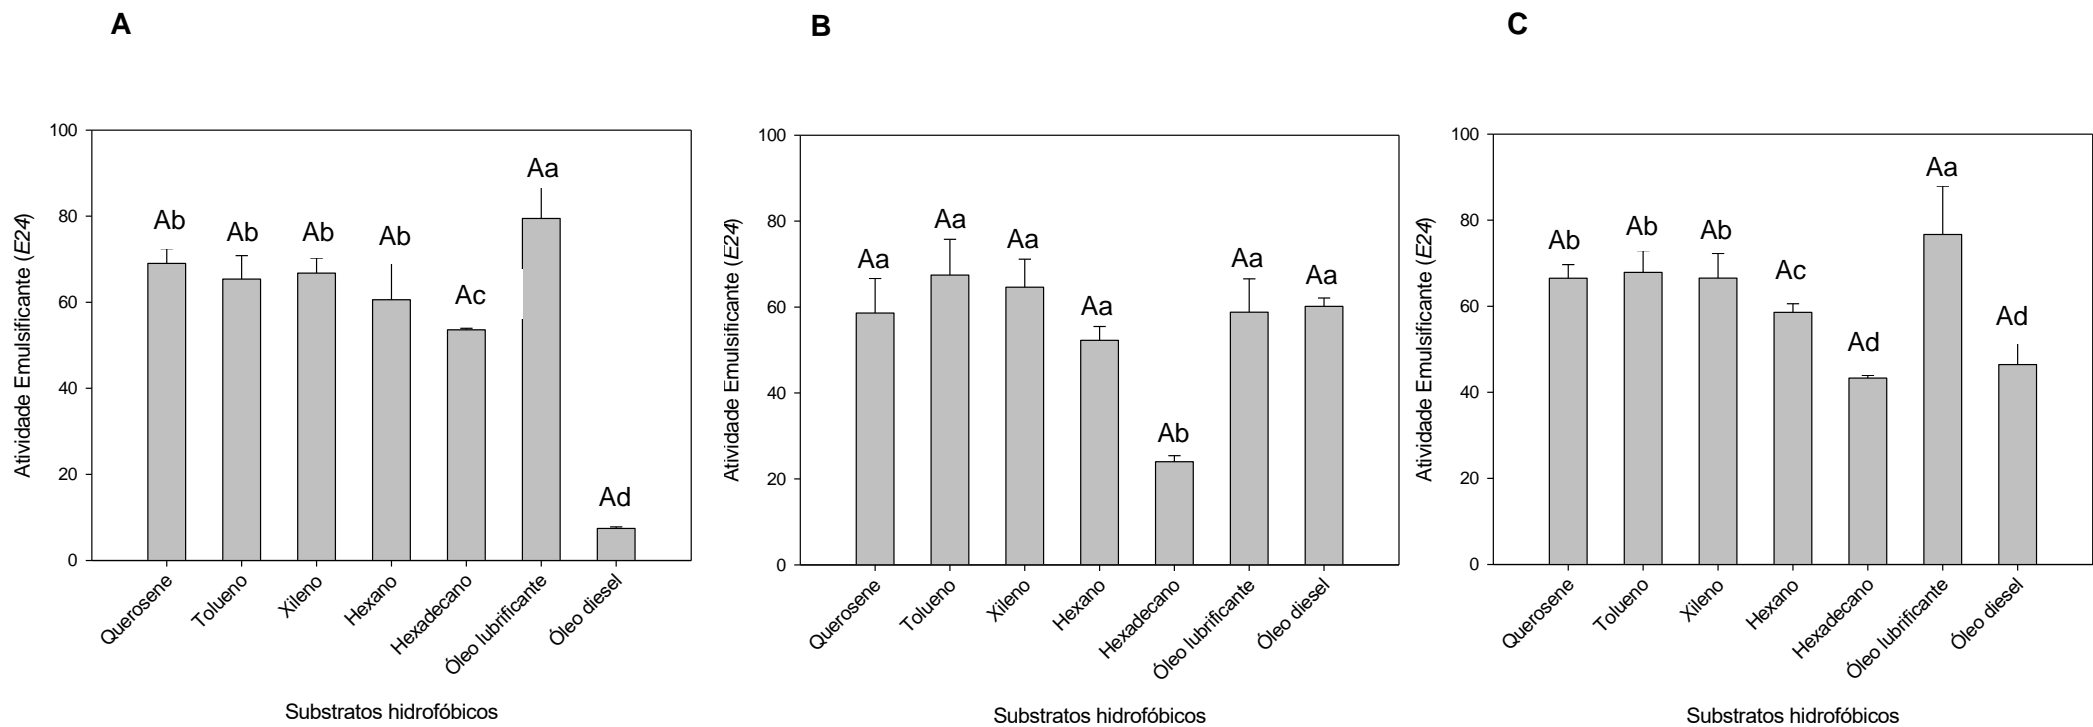 A
Atividade Emulsificante (E24)
100
80
60
40
20
0
Ab
Ab
Ab
Ab
Ac
Aa
Ad
Querosene
Tolueno
Xileno
Hexano
Hexadecano
Óleo lubrificante
Óleo diesel
Substratos hidrofóbicos
B
Atividade Emulsificante (E24)
100
80
60
40
20
0
Aa
Aa
Aa
Aa
Ab
Aa
Aa
Querosene
Tolueno
Xileno
Hexano
Hexadecano
Óleo lubrificante
Óleo diesel
Substratos hidrofóbicos
C
Atividade Emulsificante (E24)
100
80
60
40
20
0
Ab
Ab
Ab
Ac
Ad
Aa
Ad
Querosene
Tolueno
Xileno
Hexano
Hexadecano
Óleo lubrificante
Óleo diesel
Substratos hidrofóbicos